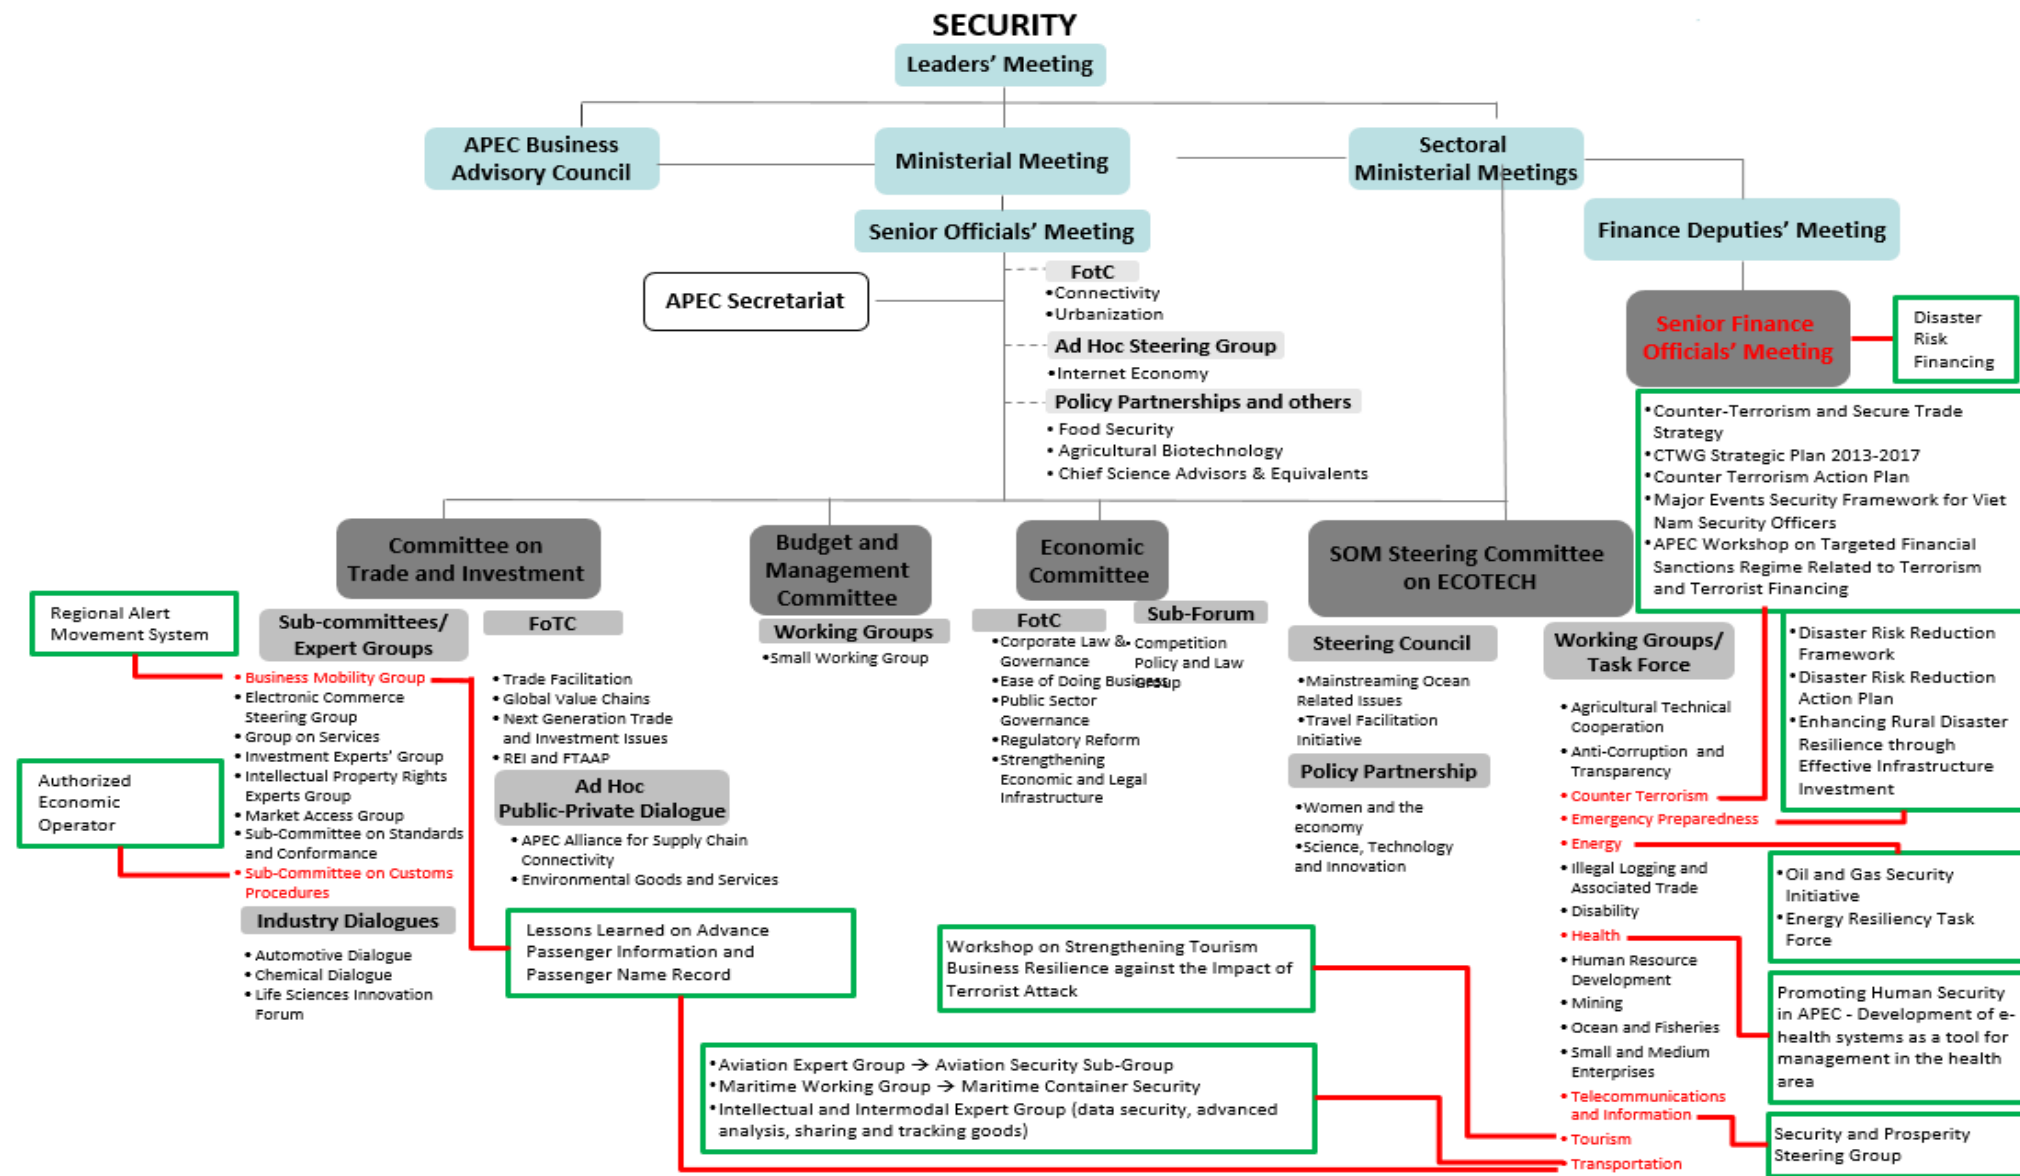 SECURITY
Leaders' Meeting
APEC Business
Advisory Council
Ministerial Meeting
Sectoral
Ministerial Meetings
Senior Officials' Meeting
Finance Deputies' Meeting
APEC Secretariat
FotC
•Connectivity
•Urbanization
Ad Hoc Steering Group
•Internet Economy
Policy Partnerships and others
• Food Security
• Agricultural Biotechnology
• Chief Science Advisors & Equivalents
Senior Finance
Officials' Meeting
Disaster
Risk
Financing
•Counter-Terrorism and Secure Trade
Strategy
•CTWG Strategic Plan 2013-2017
•Counter Terrorism Action Plan
•Major Events Security Framework for Viet
Nam Security Officers
•APEC Workshop on Targeted Financial
Sanctions Regime Related to Terrorism
and Terrorist Financing
Committee on
Trade and Investment
Budget and
Management
Committee
Economic
Committee
SOM Steering Committee
on ECOTECH
Regional Alert
Movement System
Sub-committees/
Expert Groups
• Business Mobility Group
• Electronic Commerce
Steering Group
• Group on Services
• Investment Experts' Group
• Intellectual Property Rights
Experts Group
• Market Access Group
• Sub-Committee on Standards
and Conformance
• Sub-Committee on Customs
Procedures
Authorized
Economic
Operator
Industry Dialogues
• Automotive Dialogue
• Chemical Dialogue
• Life Sciences Innovation
Forum
FoTC
• Trade Facilitation
• Global Value Chains
• Next Generation Trade
and Investment Issues
• REI and FTAAP
Ad Hoc
Public-Private Dialogue
• APEC Alliance for Supply Chain
Connectivity
• Environmental Goods and Services
Working Groups
•Small Working Group
FotC
•Corporate Law &
Governance
•Ease of Doing Business
•Public Sector
Governance
•Regulatory Reform
•Strengthening
Economic and Legal
Infrastructure
Sub-Forum
• Competition
Policy and Law
Group
Steering Council
•Mainstreaming Ocean
Related Issues
•Travel Facilitation
Initiative
Policy Partnership
•Women and the
economy
•Science, Technology
and Innovation
Working Groups/
Task Force
• Agricultural Technical
Cooperation
• Anti-Corruption and
Transparency
• Counter Terrorism
• Emergency Preparedness
• Energy
• Illegal Logging and
Associated Trade
• Disability
• Health
• Human Resource
Development
• Mining
• Ocean and Fisheries
• Small and Medium
Enterprises
• Telecommunications
and Information
• Tourism
• Transportation
• Disaster Risk Reduction
Framework
• Disaster Risk Reduction
Action Plan
• Enhancing Rural Disaster
Resilience through
Effective Infrastructure
Investment
• Oil and Gas Security
Initiative
• Energy Resiliency Task
Force
Promoting Human Security
in APEC - Development of e-
health systems as a tool for
management in the health
area
Security and Prosperity
Steering Group
Lessons Learned on Advance
Passenger Information and
Passenger Name Record
Workshop on Strengthening Tourism
Business Resilience against the Impact of
Terrorist Attack
•Aviation Expert Group → Aviation Security Sub-Group
•Maritime Working Group → Maritime Container Security
•Intellectual and Intermodal Expert Group (data security, advanced
analysis, sharing and tracking goods)